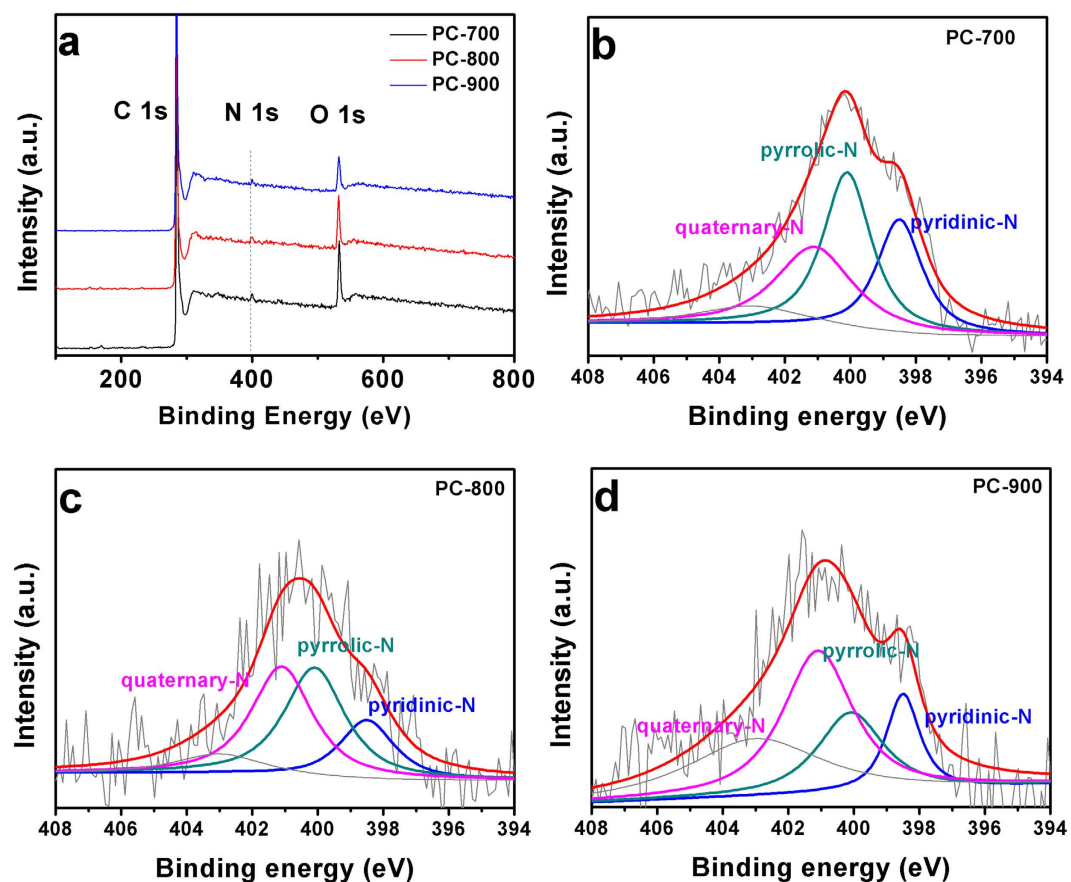 a
PC-700
PC-800
PC-900
C 1s
N 1s
O 1s
Intensity (a.u.)
200 400 600 800
Binding Energy (eV)
b
PC-700
pyrrolic-N
quaternary-N
pyridinic-N
Intensity (a.u.)
408 406 404 402 400 398 396 394
Binding energy (eV)
c
PC-800
pyrrolic-N
quaternary-N
pyridinic-N
Intensity (a.u.)
408 406 404 402 400 398 396 394
Binding energy (eV)
d
PC-900
pyrrolic-N
quaternary-N
pyridinic-N
Intensity (a.u.)
408 406 404 402 400 398 396 394
Binding energy (eV)